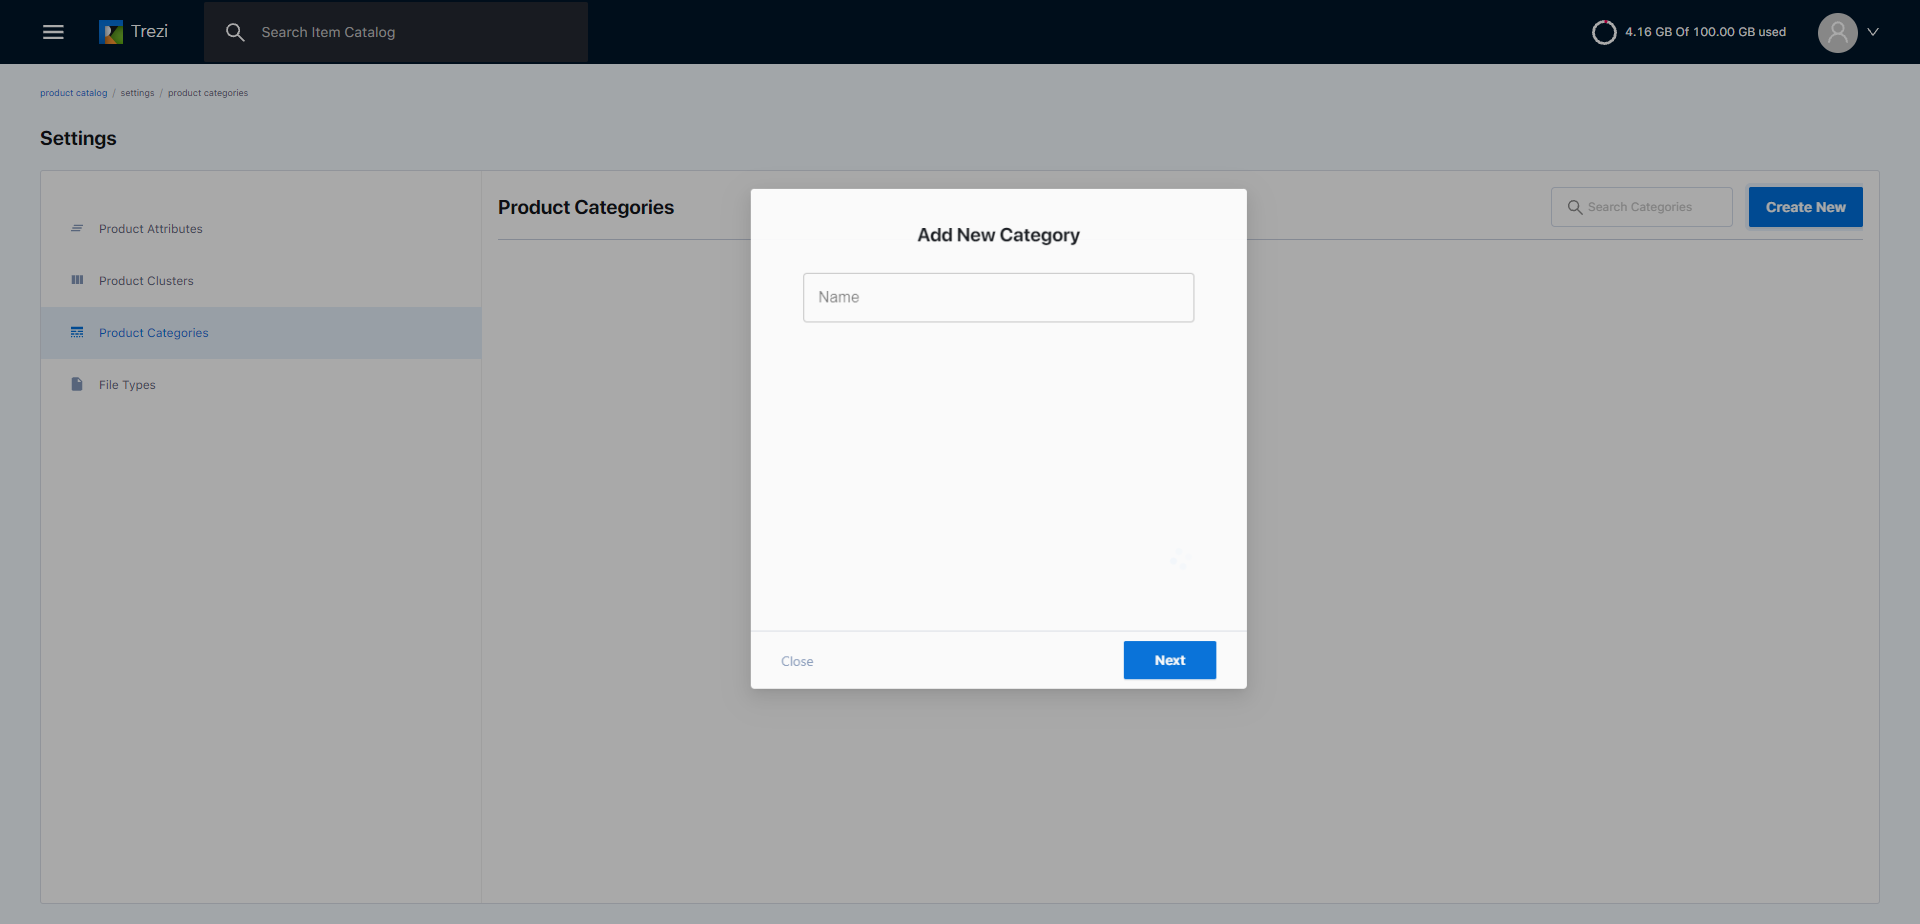 Trezi
Search Item Catalog
4.16 GB Of 100.00 GB used
product catalog / settings / product categories
Settings
Product Attributes
Product Clusters
Product Categories
File Types
Product Categories
Search Categories
Create New
Add New Category
Name
Close
Next